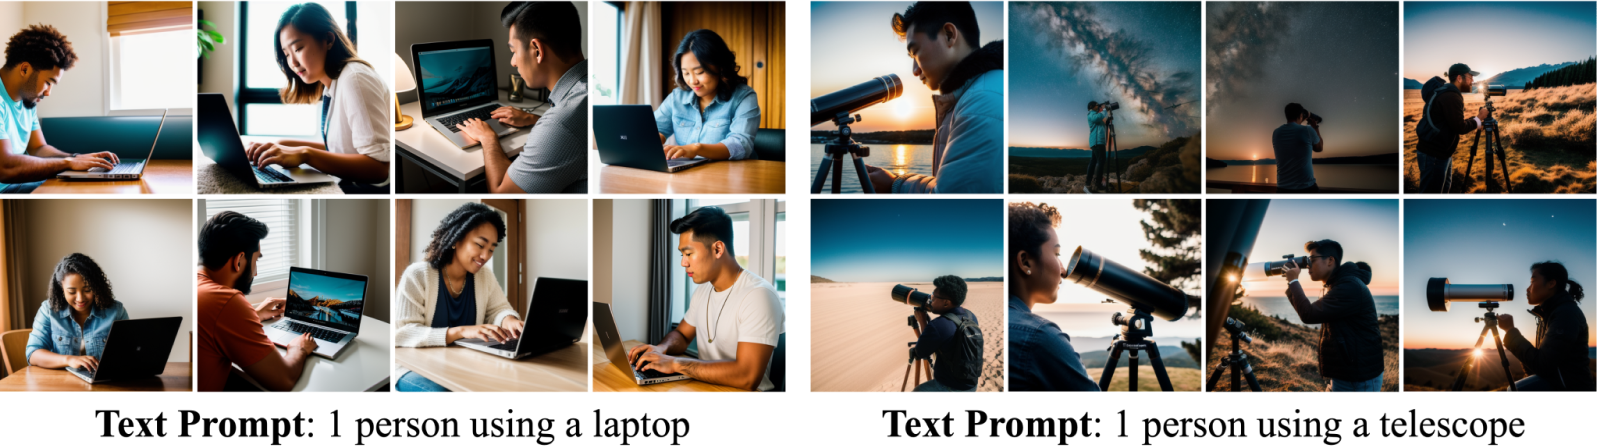 Text Prompt: 1 person using a laptop
Text Prompt: 1 person using a telescope